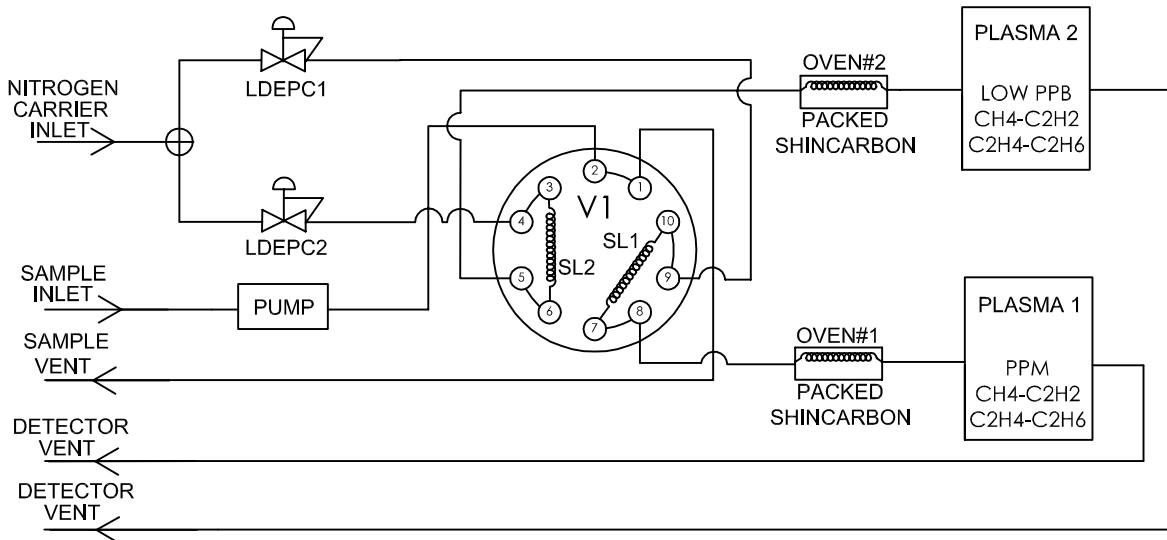 PLASMA 2
LOW PPB
CH4-C2H2
C2H4-C2H6
OVEN#2
PACKED
SHINCARBON
LDEPC1
NITROGEN
CARRIER
INLET
LDEPC2
V1
1
2
3
4
5
6
7
8
9
10
SL1
SL2
SAMPLE
INLET
PUMP
SAMPLE
VENT
OVEN#1
PACKED
SHINCARBON
PLASMA 1
PPM
CH4-C2H2
C2H4-C2H6
DETECTOR
VENT
DETECTOR
VENT